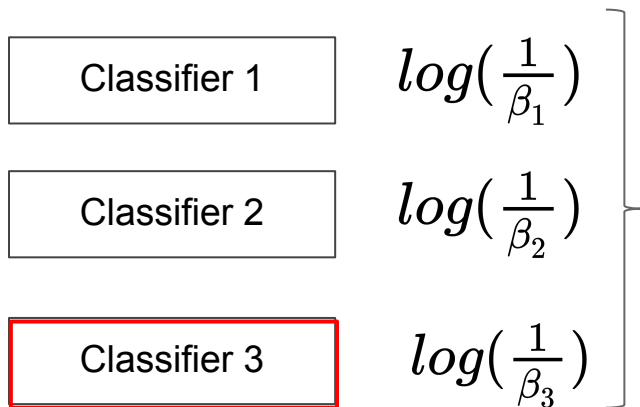 Classifier 1 log(1/β₁)
Classifier 2 log(1/β₂)
Classifier 3 log(1/β₃)